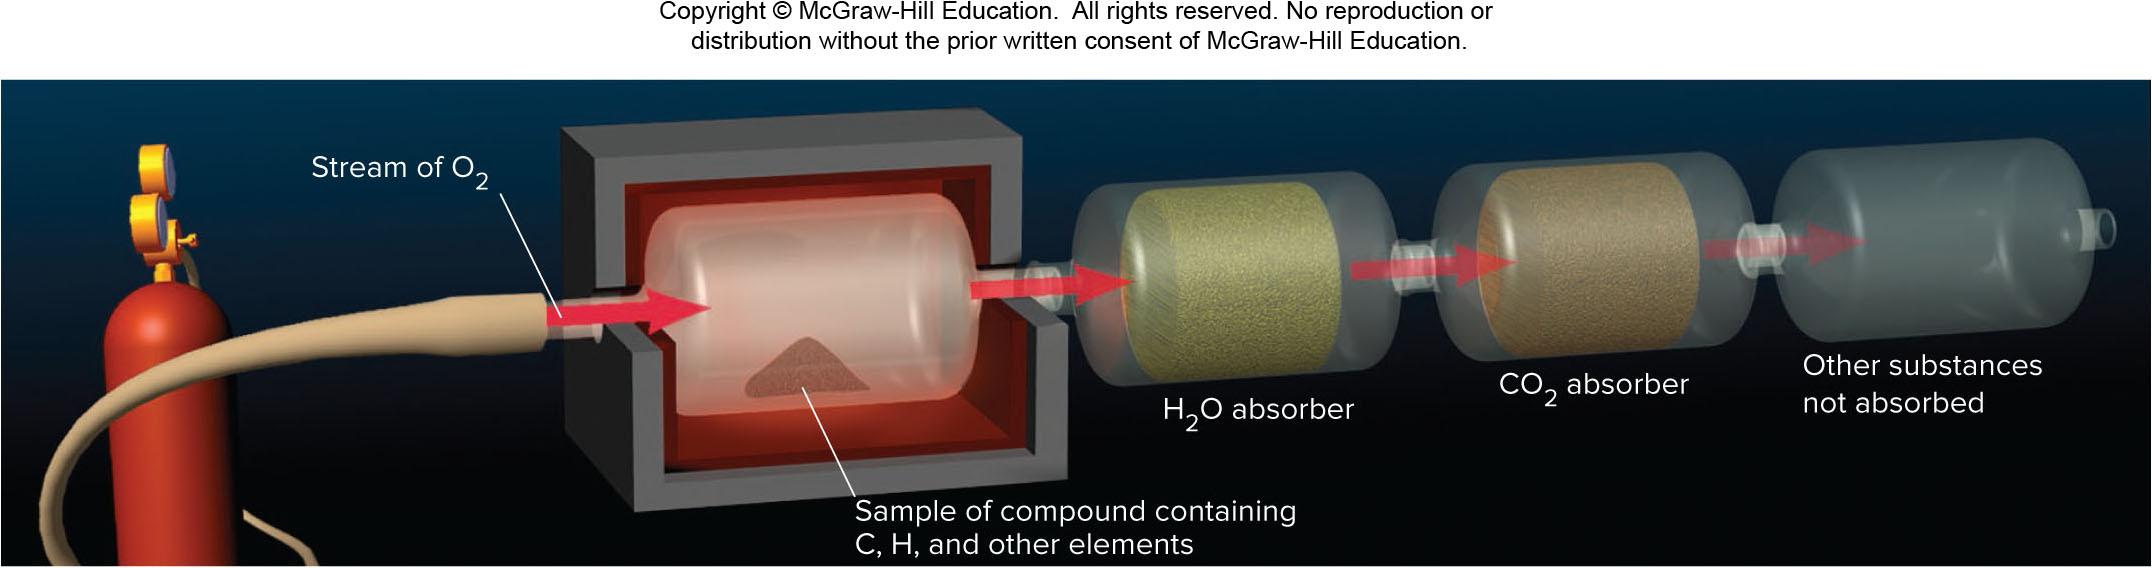 Copyright © McGraw-Hill Education.  All rights reserved. No reproduction or
distribution without the prior written consent of McGraw-Hill Education.
Stream of O₂
H₂O absorber
CO₂ absorber
Other substances
not absorbed
Sample of compound containing
C, H, and other elements